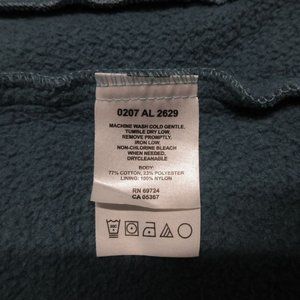 0207 AL 2629
MACHINE WASH COLD GENTLE,
TUMBLE DRY LOW,
REMOVE PROMPTLY,
IRON LOW,
NON-CHLORINE BLEACH
WHEN NEEDED,
DRYCLEANABLE
BODY:
77% COTTON, 23% POLYESTER
LINING: 100% NYLON
RN 69724
CA 05367